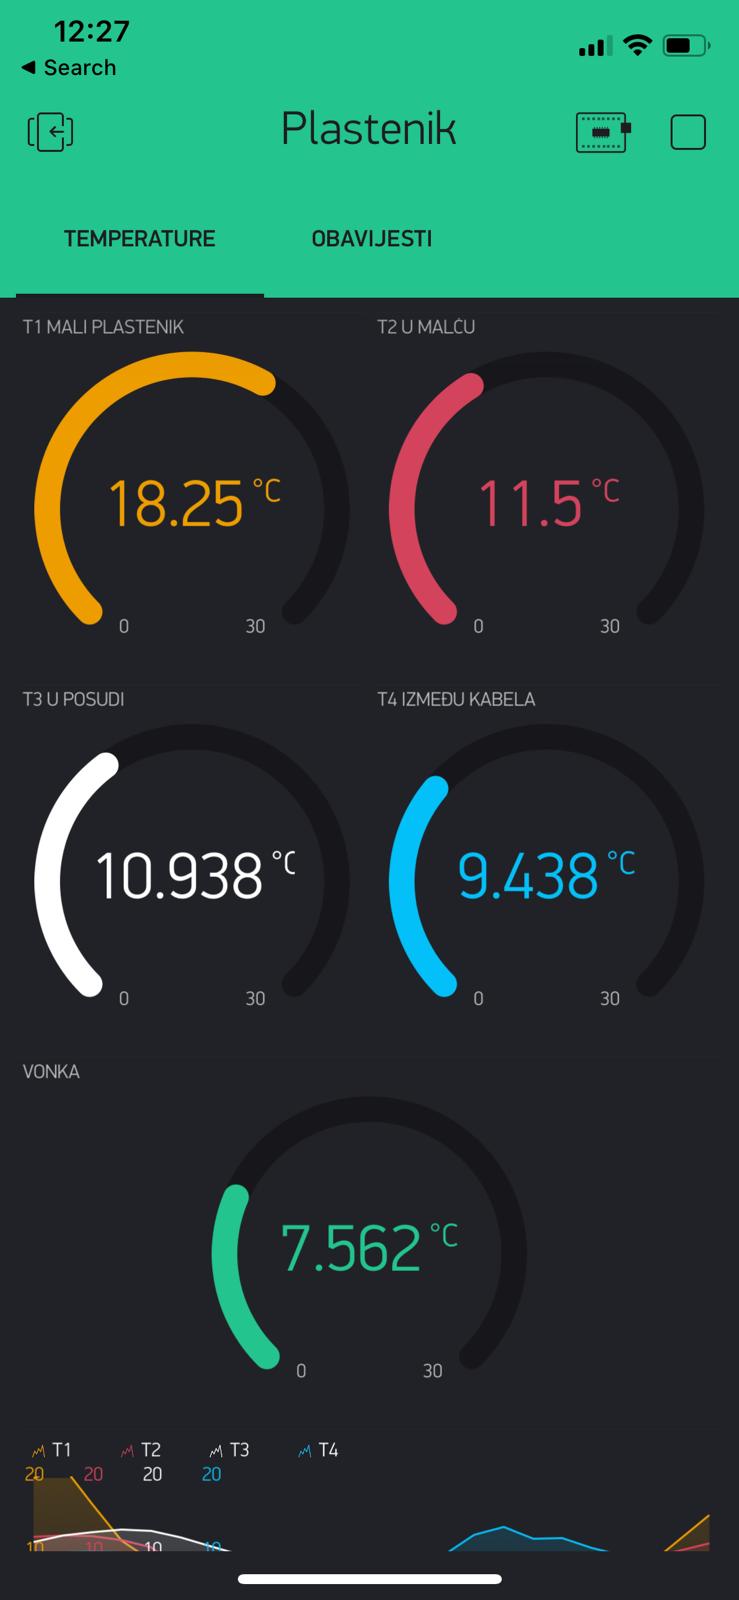 12:27
◀ Search
Plastenik
TEMPERATURE OBAVIJESTI
T1 MALI PLASTENIK T2 U MALČU
18.25 °C 11.5 °C
0 30 0 30
T3 U POSUDI T4 IZMEĐU KABELA
10.938 °C 9.438 °C
0 30 0 30
VONKA
7.562 °C
0 30
T1 T2 T3 T4
20 20 20 20
10 10 10 10